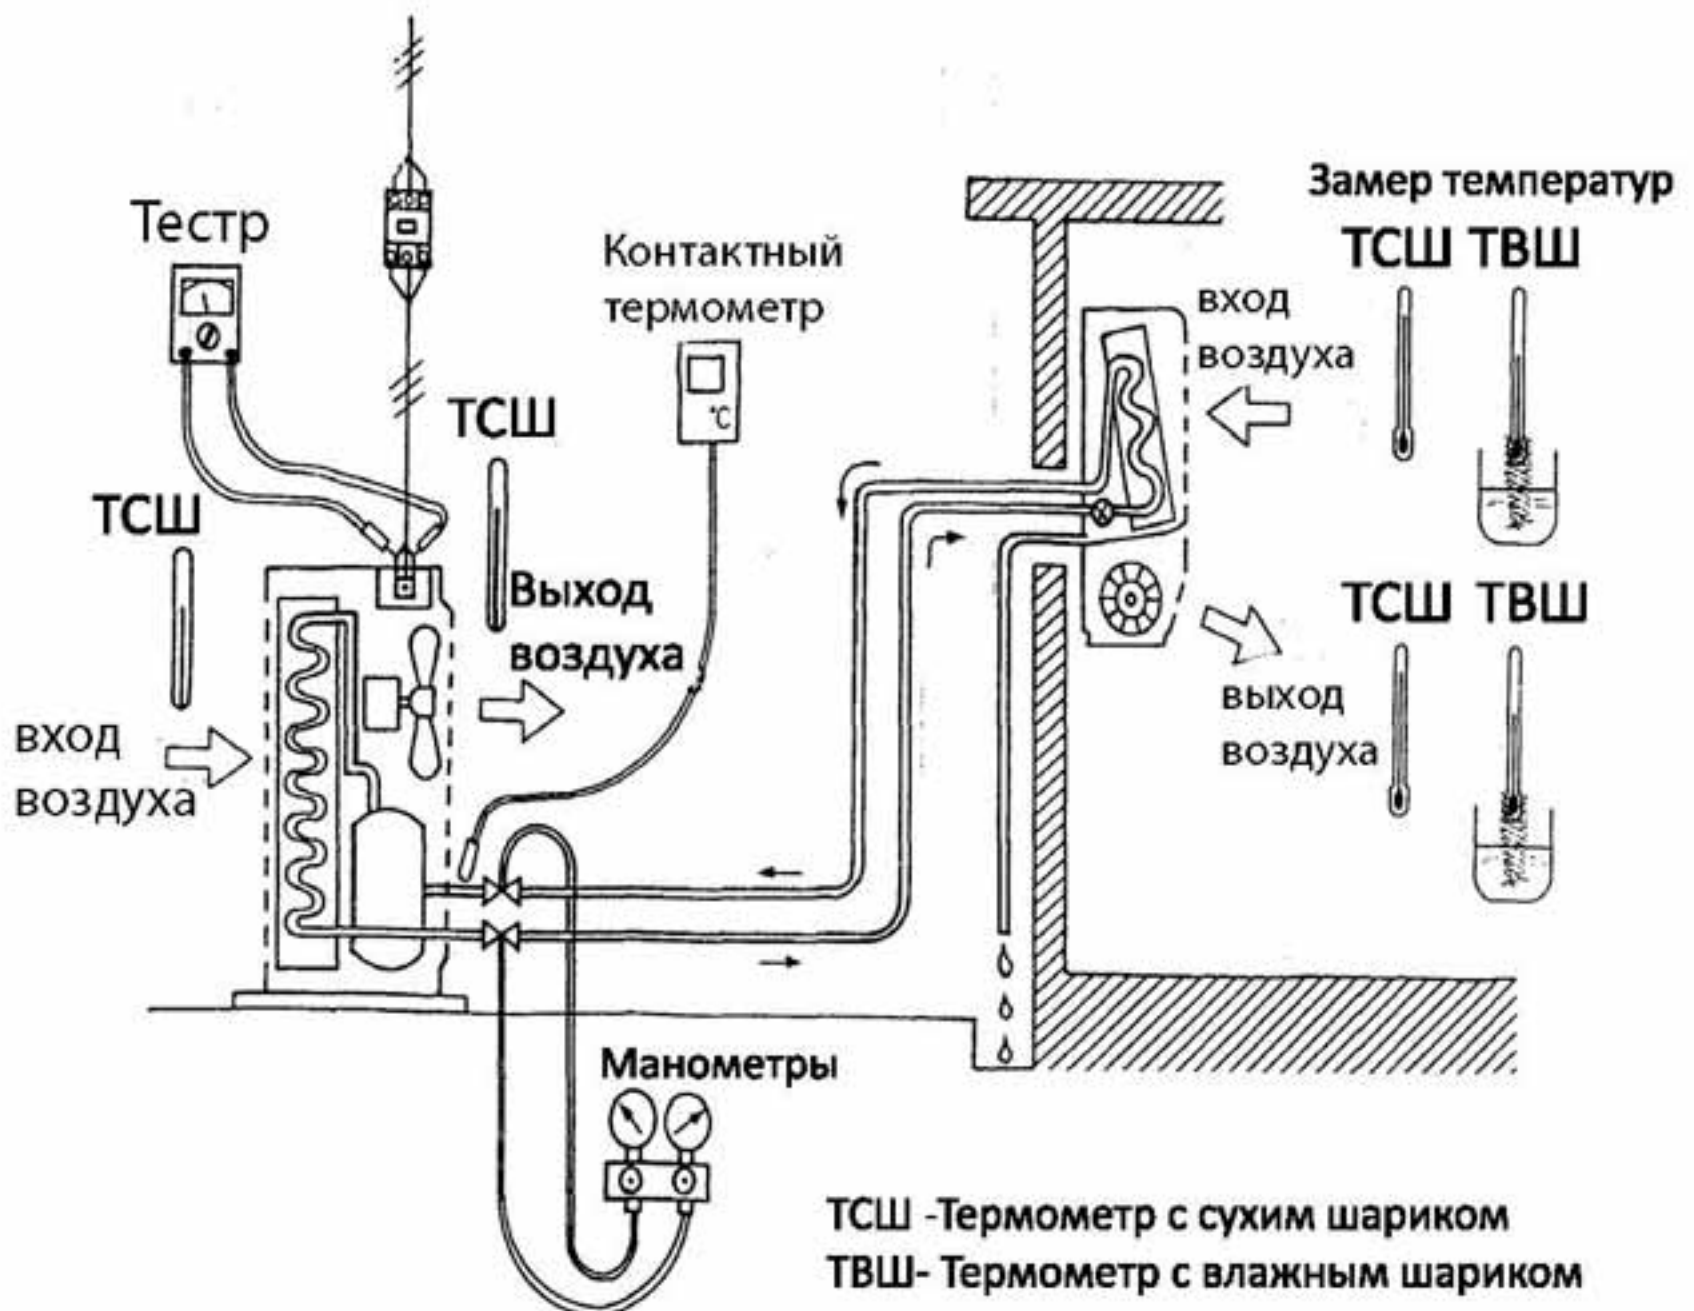 Замер температур
ТСШ ТВШ
Тестр
Контактный
термометр
вход
воздуха
°C
ТСШ
ТСШ
Выход
воздуха
ТСШ ТВШ
вход
воздуха
выход
воздуха
Манометры
ТСШ -Термометр с сухим шариком
ТВШ- Термометр с влажным шариком